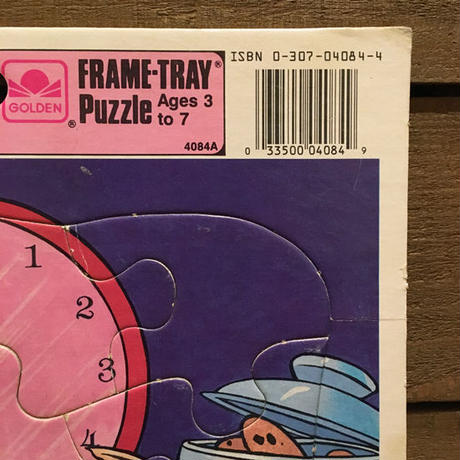 GOLDEN
®
FRAME-TRAY®
Puzzle Ages 3
to 7
4084A
ISBN 0-307-04084-4
0 33500 04084 9
1
2
3
4